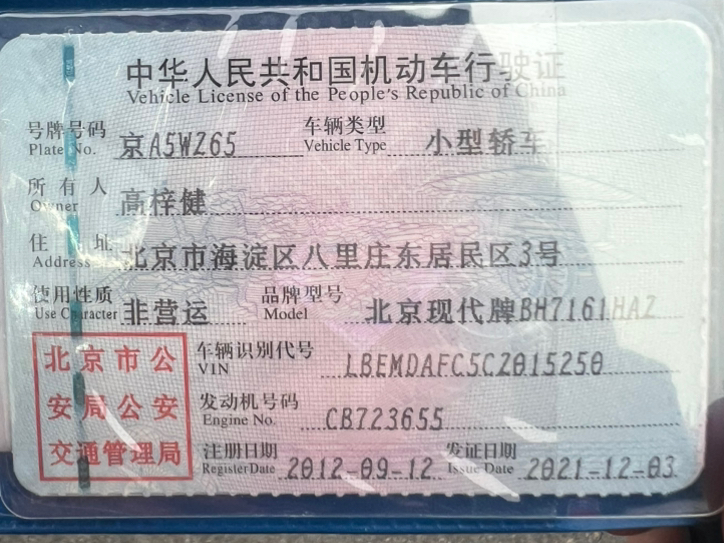 中华人民共和国机动车行驶证
Vehicle License of the People's Republic of China
号牌号码 京A5WZ65 车辆类型 小型轿车
Plate No. Vehicle Type
所有人 高梓健
Owner
住址 北京市海淀区八里庄东居民区3号
Address
使用性质 非营运 品牌型号 北京现代牌BH7161HAZ
Use Character Model
北京市公 车辆识别代号 LBEMDAFC5CZ015250
VIN
安局公安 发动机号码 CB723655
Engine No.
交通管理局 注册日期 2012-09-12 发证日期 2021-12-03
Register Date Issue Date